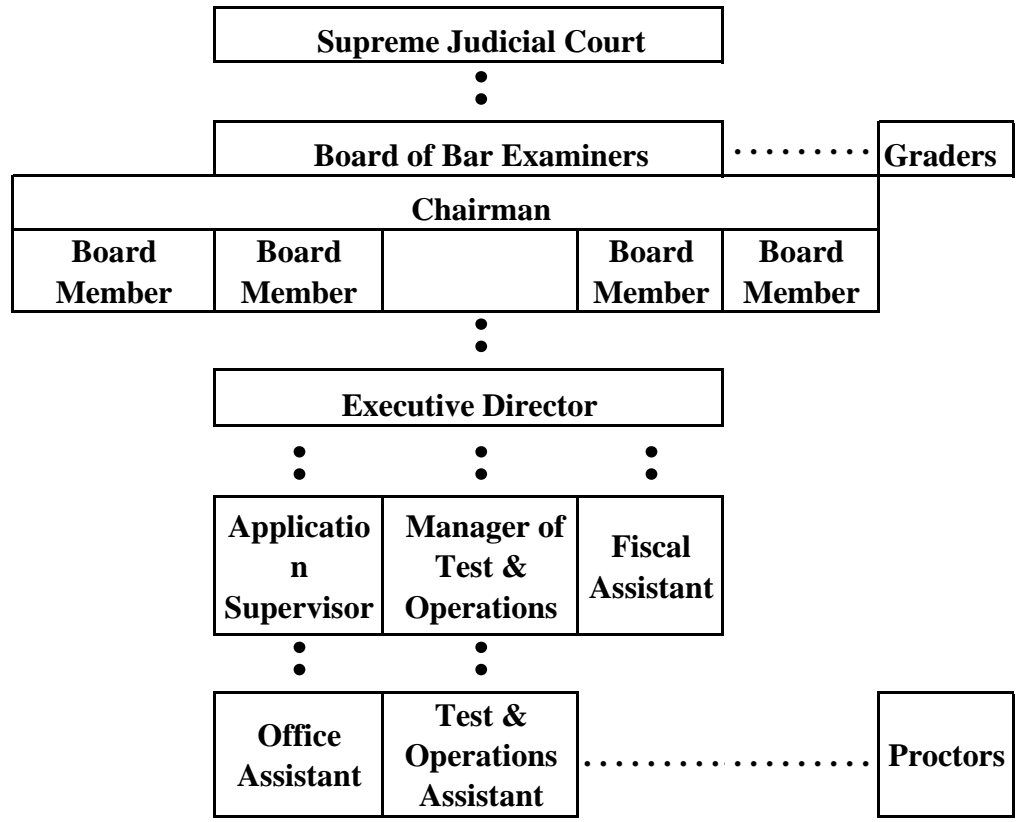 Supreme Judicial Court
Board of Bar Examiners
Graders
Chairman
Board
Member
Board
Member
Board
Member
Board
Member
Executive Director
Applicatio
n
Supervisor
Manager of
Test &
Operations
Fiscal
Assistant
Office
Assistant
Test &
Operations
Assistant
Proctors